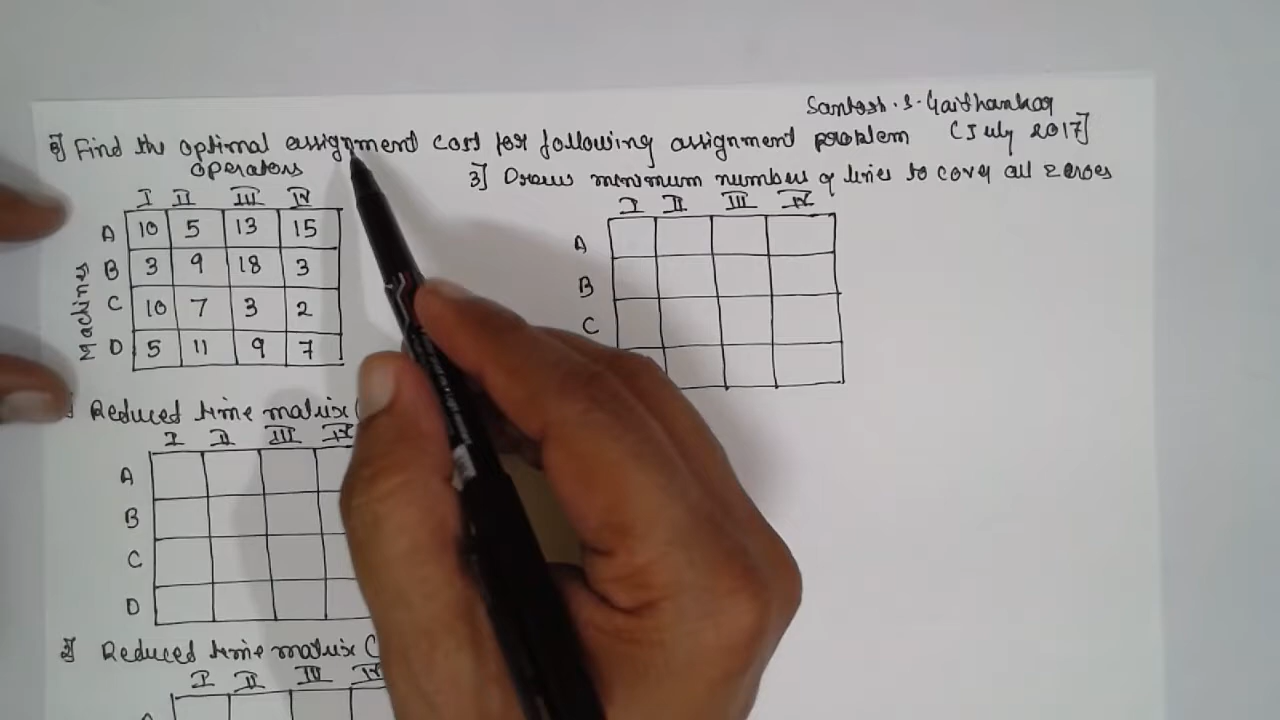 Santosh. S. Gaithankar
Q] Find the optimal assignment cost for following assignment problem (July 2017]
operators
I II III IV
A 10 5 13 15
B 3 9 18 3
C 10 7 3 2
D 5 11 9 7
Machines
Reduced time matrix (
I II III IV
A
B
C
D
2] Reduced time matrix (
I II III IV
3] Draw minimum number of lines to cover all zeroes
I II III IV
A
B
C